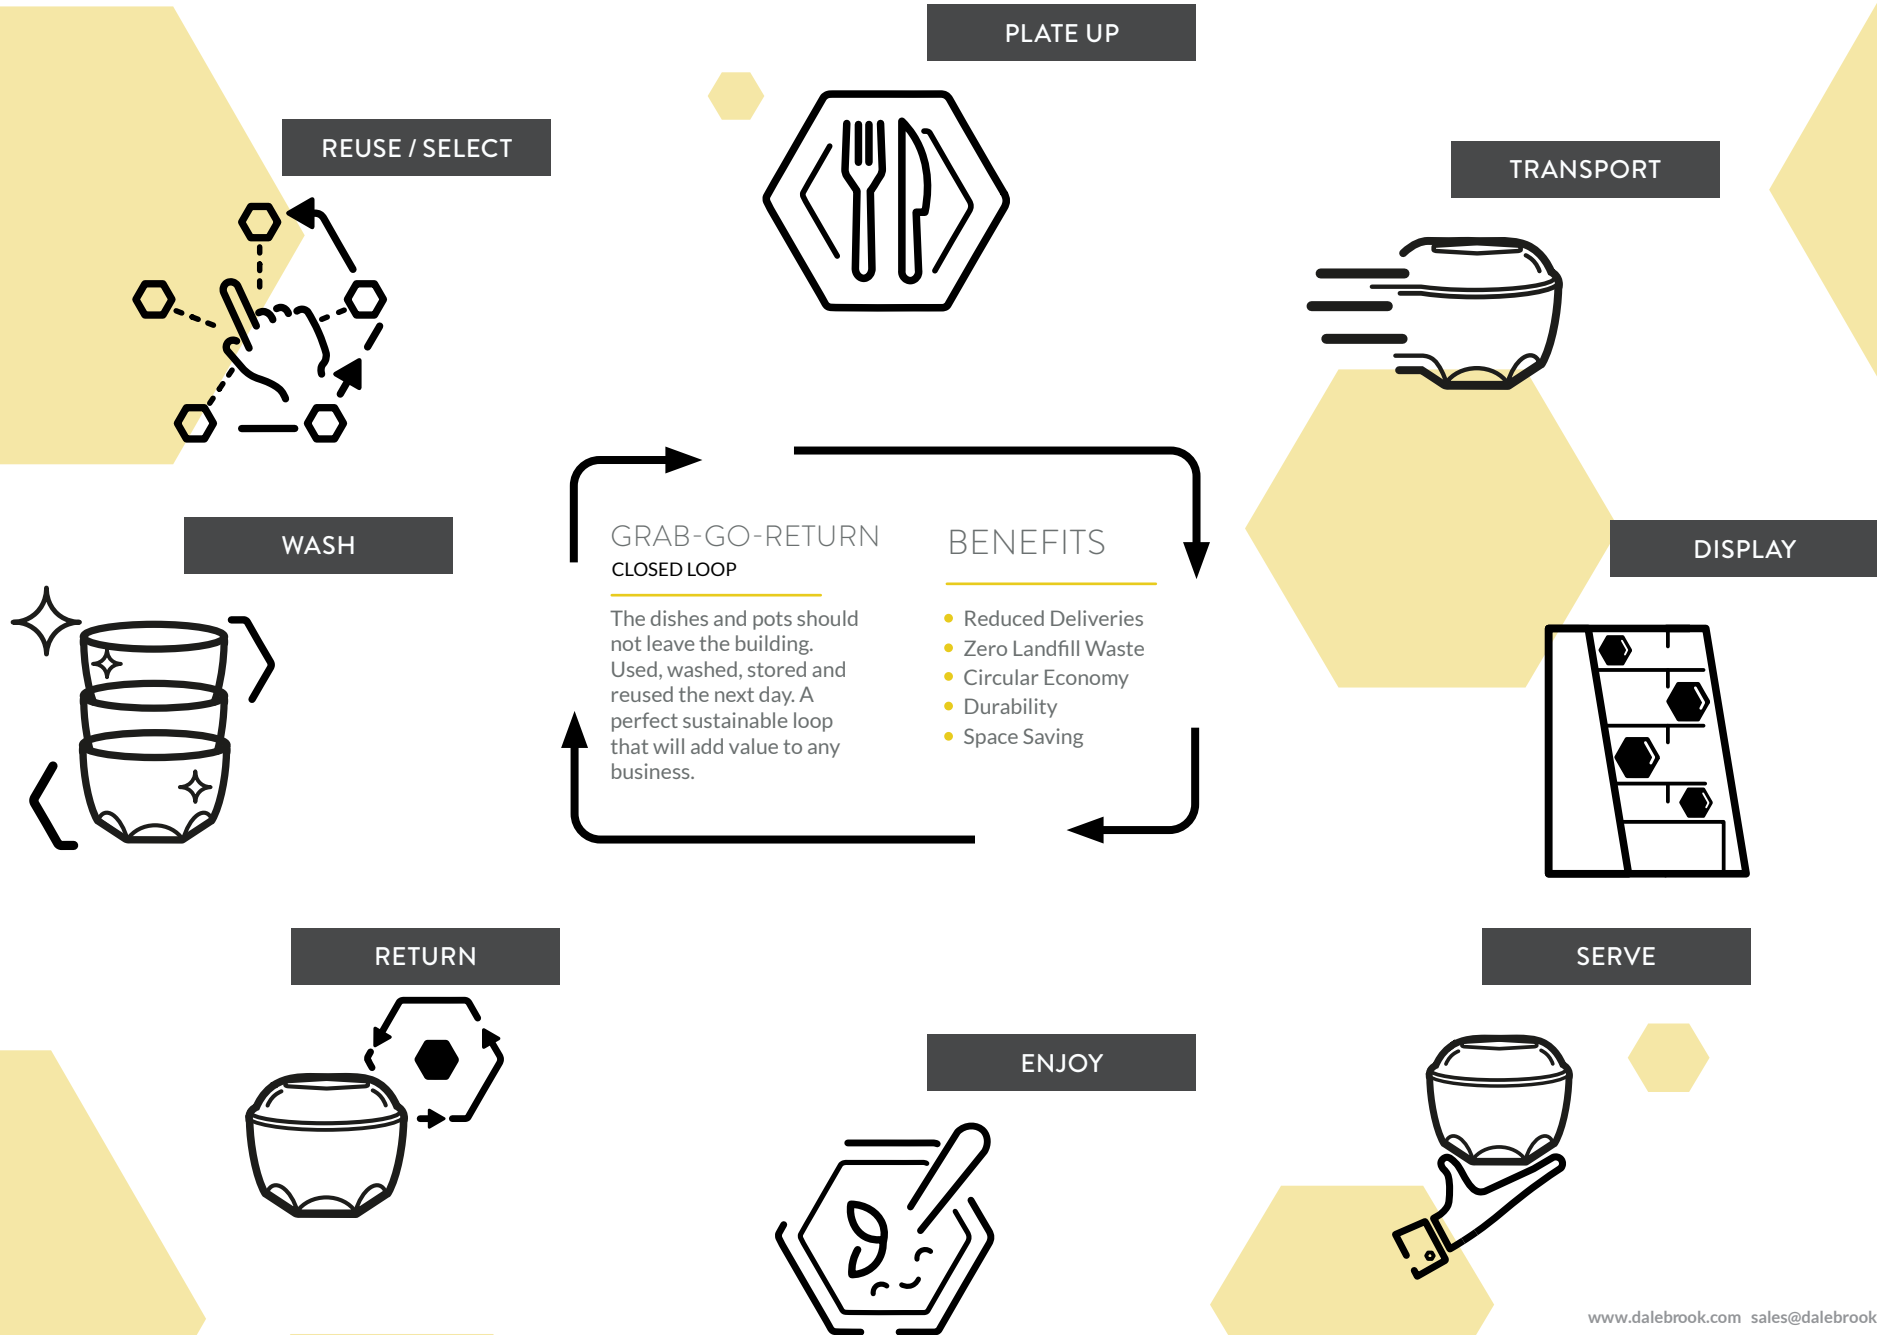 PLATE UP
REUSE / SELECT
TRANSPORT
WASH
DISPLAY
GRAB-GO-RETURN
CLOSED LOOP
The dishes and pots should
not leave the building.
Used, washed, stored and
reused the next day. A
perfect sustainable loop
that will add value to any
business.
BENEFITS
Reduced Deliveries
Zero Landfill Waste
Circular Economy
Durability
Space Saving
RETURN
SERVE
ENJOY
www.dalebrook.com sales@dalebrook